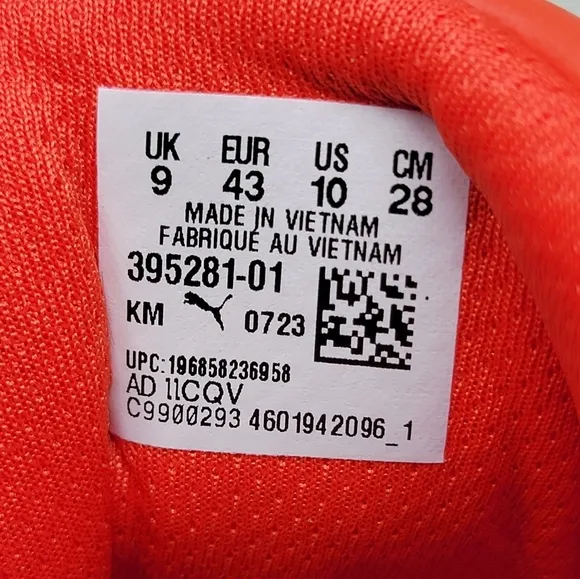 UK EUR US CM
9 43 10 28
MADE IN VIETNAM
FABRIQUÉ AU VIETNAM
395281-01
KM 0723
UPC:196858236958
AD 11CQV
C9900293 4601942096_1